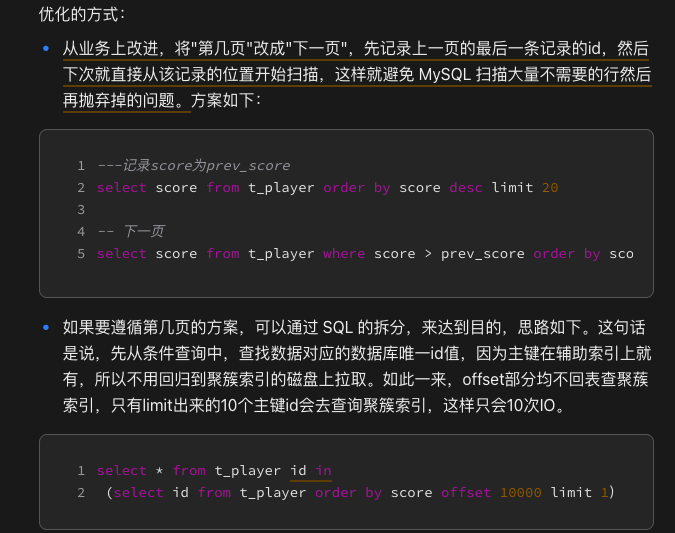 优化的方式：
• 从业务上改进，将"第几页"改成"下一页"，先记录上一页的最后一条记录的id，然后
下次就直接从该记录的位置开始扫描，这样就避免 MySQL 扫描大量不需要的行然后
再抛弃掉的问题。方案如下：
1 ---记录score为prev_score
2 select score from t_player order by score desc limit 20
3
4 -- 下一页
5 select score from t_player where score > prev_score order by sco
• 如果要遵循第几页的方案，可以通过 SQL 的拆分，来达到目的，思路如下。这句话
是说，先从条件查询中，查找数据对应的数据库唯一id值，因为主键在辅助索引上就
有，所以不用回归到聚簇索引的磁盘上拉取。如此一来，offset部分均不回表查聚蔟
索引，只有limit出来的10个主键id会去查询聚簇索引，这样只会10次IO。
1 select * from t_player id in
2 (select id from t_player order by score offset 10000 limit 1)